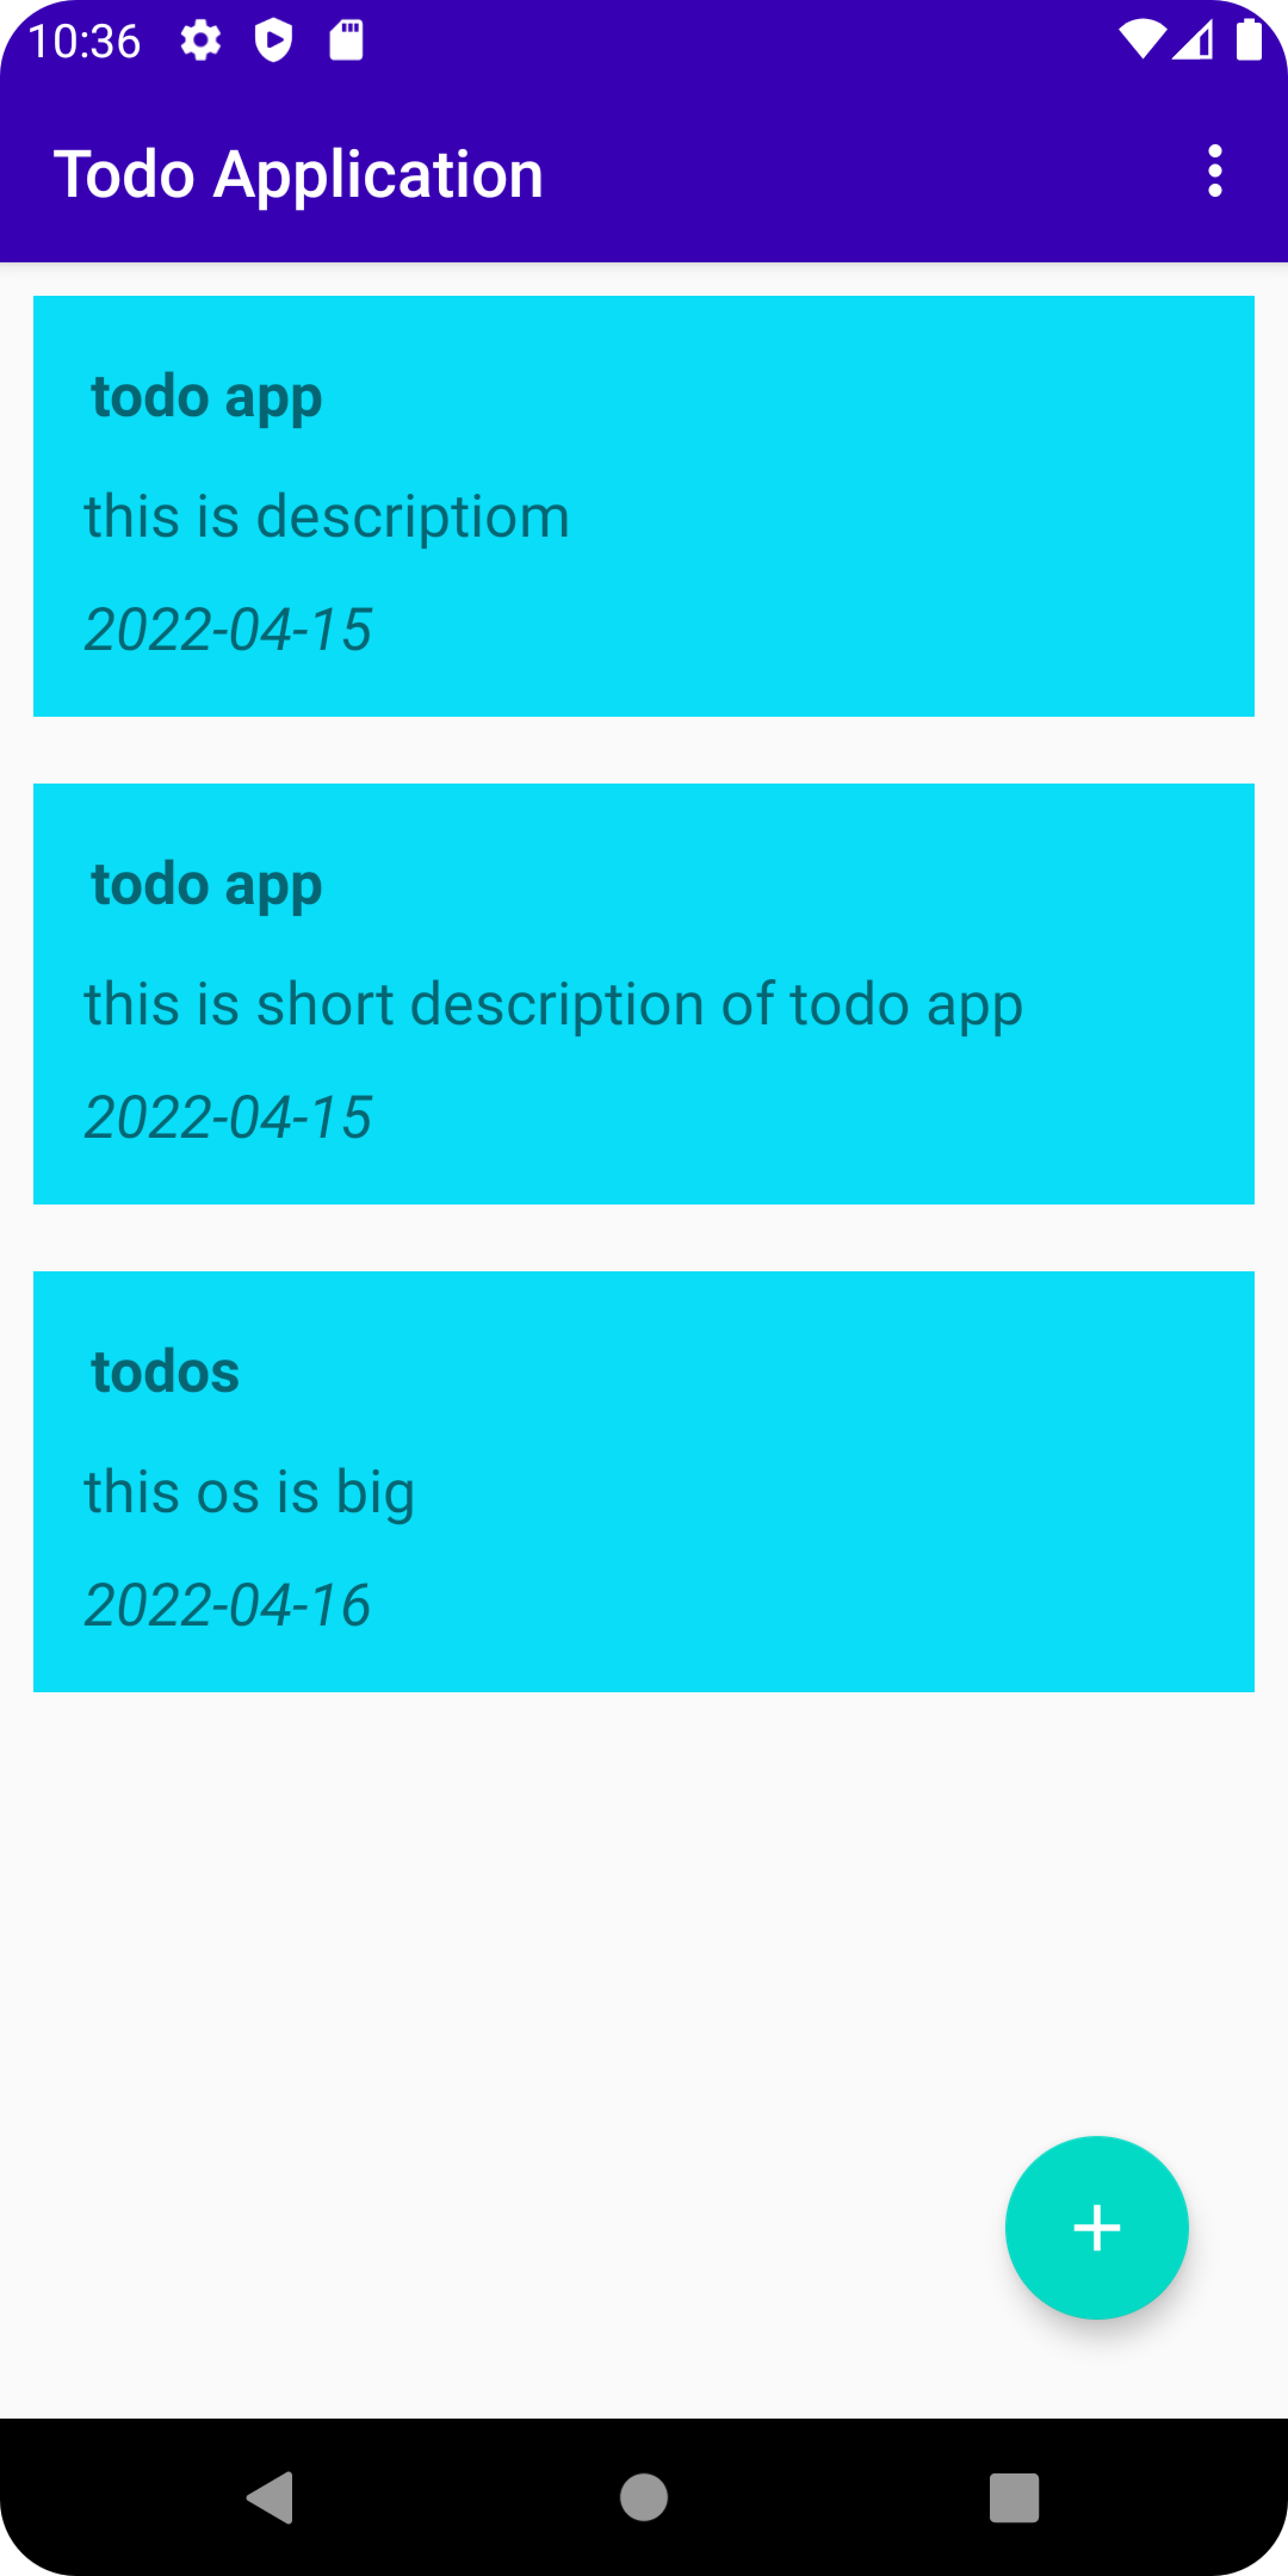 10:36
Todo Application
todo app
this is descriptiom
2022-04-15
todo app
this is short description of todo app
2022-04-15
todos
this os is big
2022-04-16